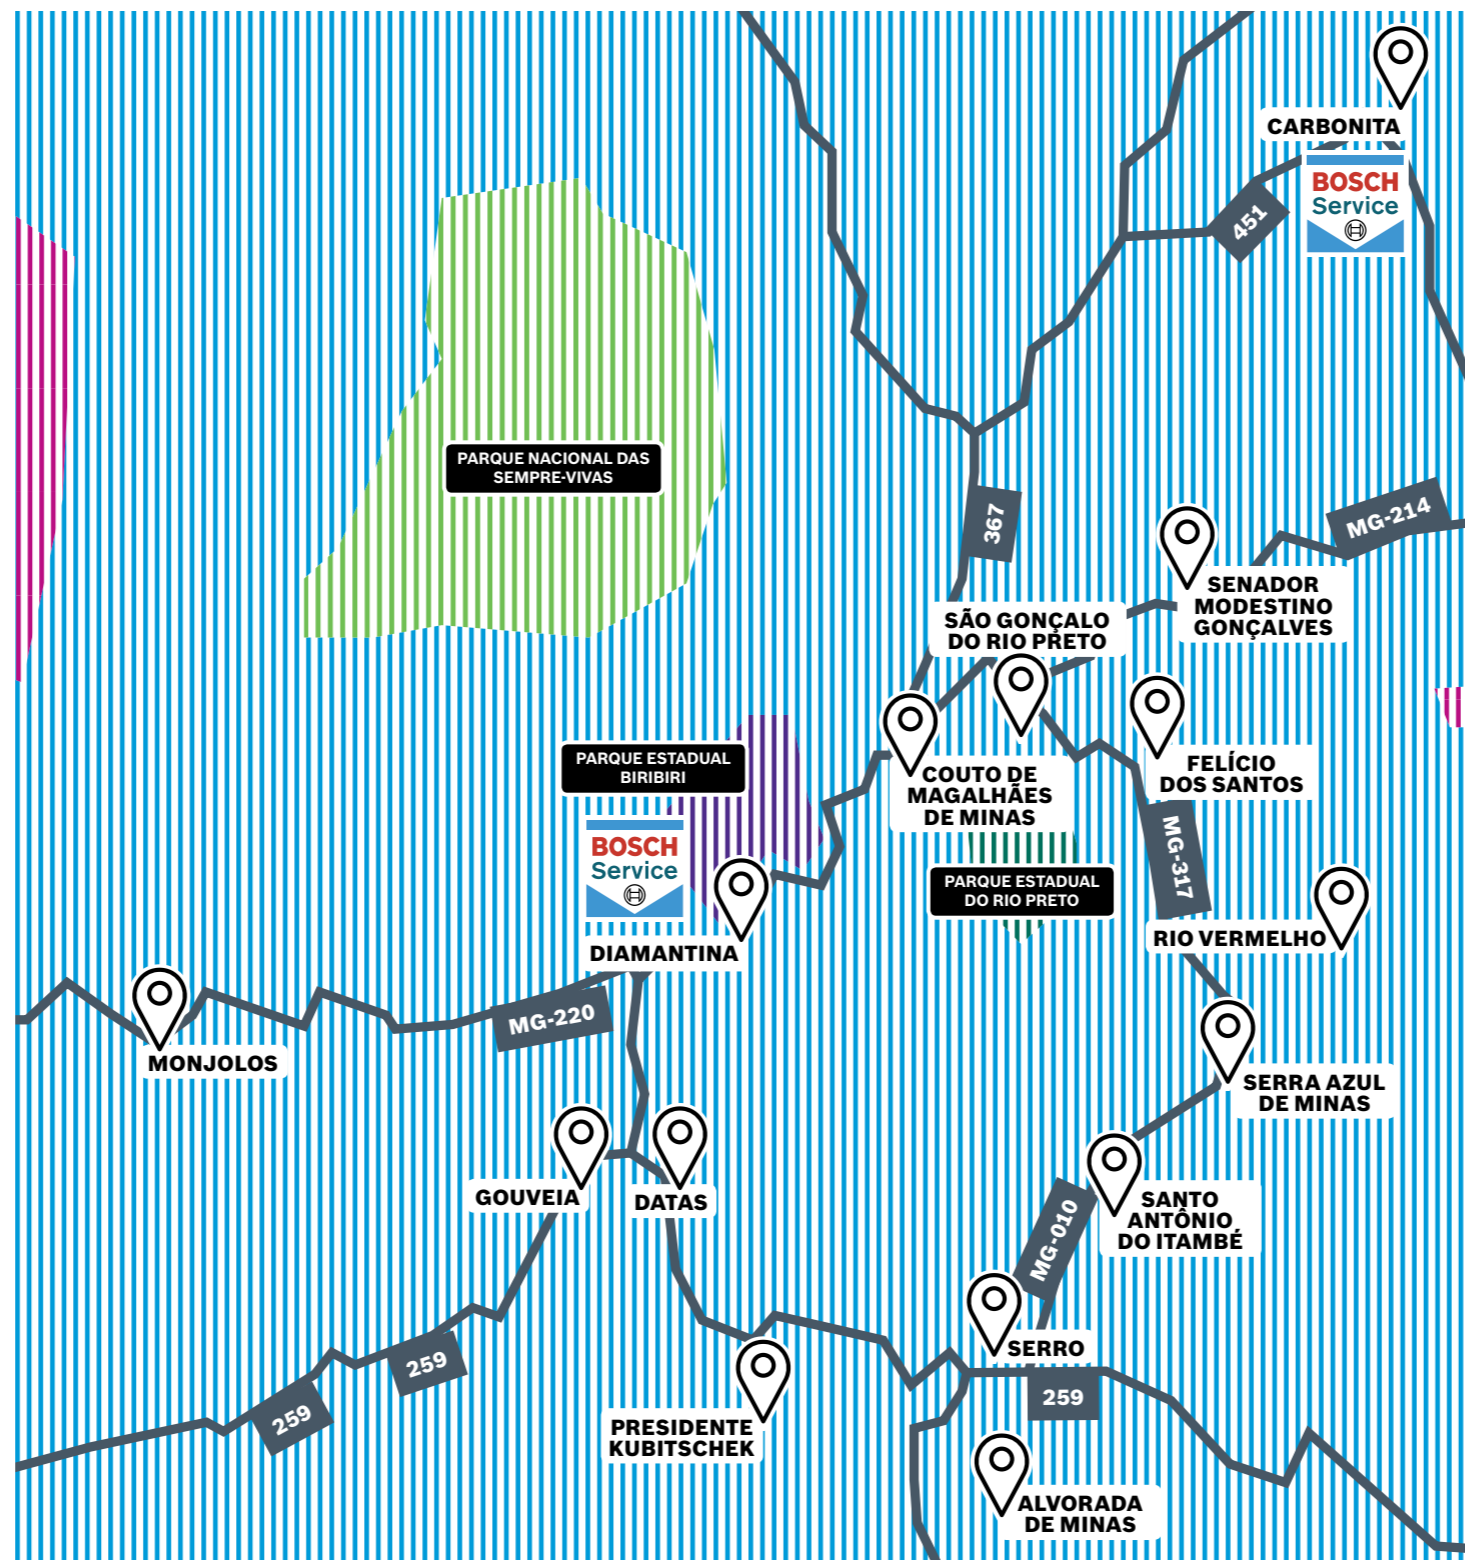 CARBONITA
BOSCH
Service
451
PARQUE NACIONAL DAS
SEMPRE-VIVAS
367
MG-214
SENADOR
MODESTINO
GONÇALVES
SÃO GONÇALO
DO RIO PRETO
FELÍCIO
DOS SANTOS
PARQUE ESTADUAL
BIRIBIRI
COUTO DE
MAGALHÃES
DE MINAS
BOSCH
Service
MG-317
PARQUE ESTADUAL
DO RIO PRETO
RIO VERMELHO
DIAMANTINA
MG-220
MONJOLOS
SERRA AZUL
DE MINAS
GOUVEIA
DATAS
SANTO
ANTÔNIO
DO ITAMBÉ
MG-010
SERRO
259
259
259
PRESIDENTE
KUBITSCHEK
ALVORADA
DE MINAS